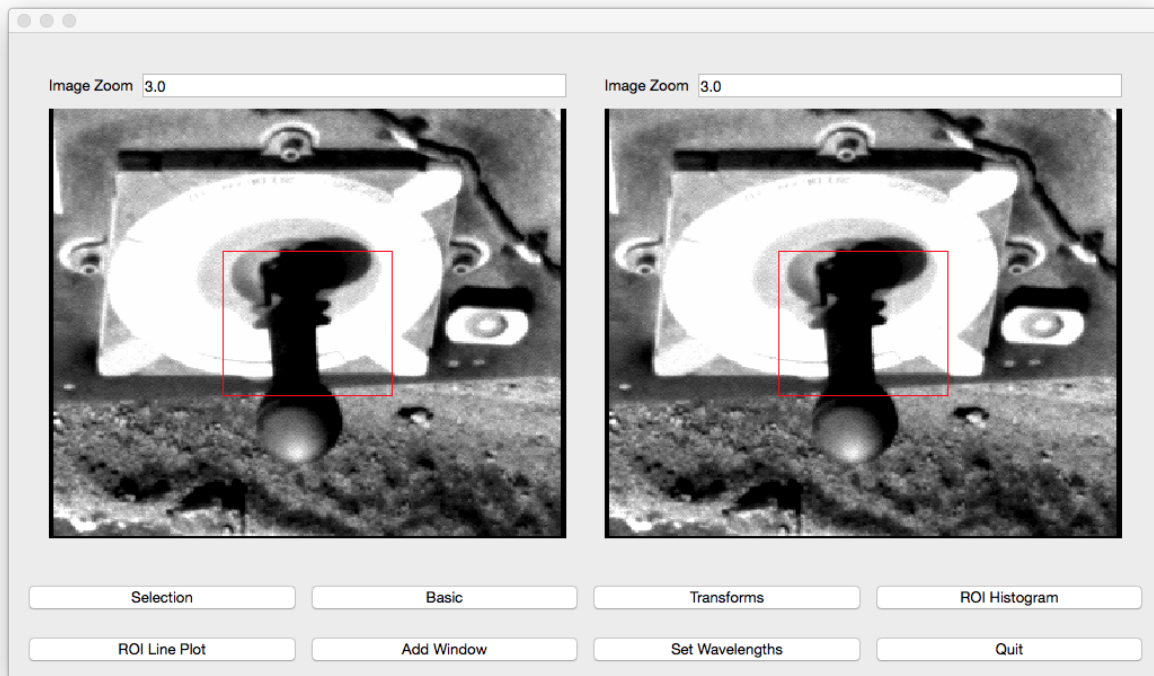 Image Zoom 3.0 Image Zoom 3.0
Selection Basic Transforms ROI Histogram
ROI Line Plot Add Window Set Wavelengths Quit